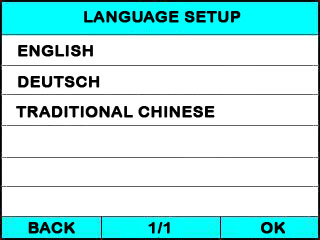 LANGUAGE SETUP
ENGLISH
DEUTSCH
TRADITIONAL CHINESE
BACK 1/1 OK